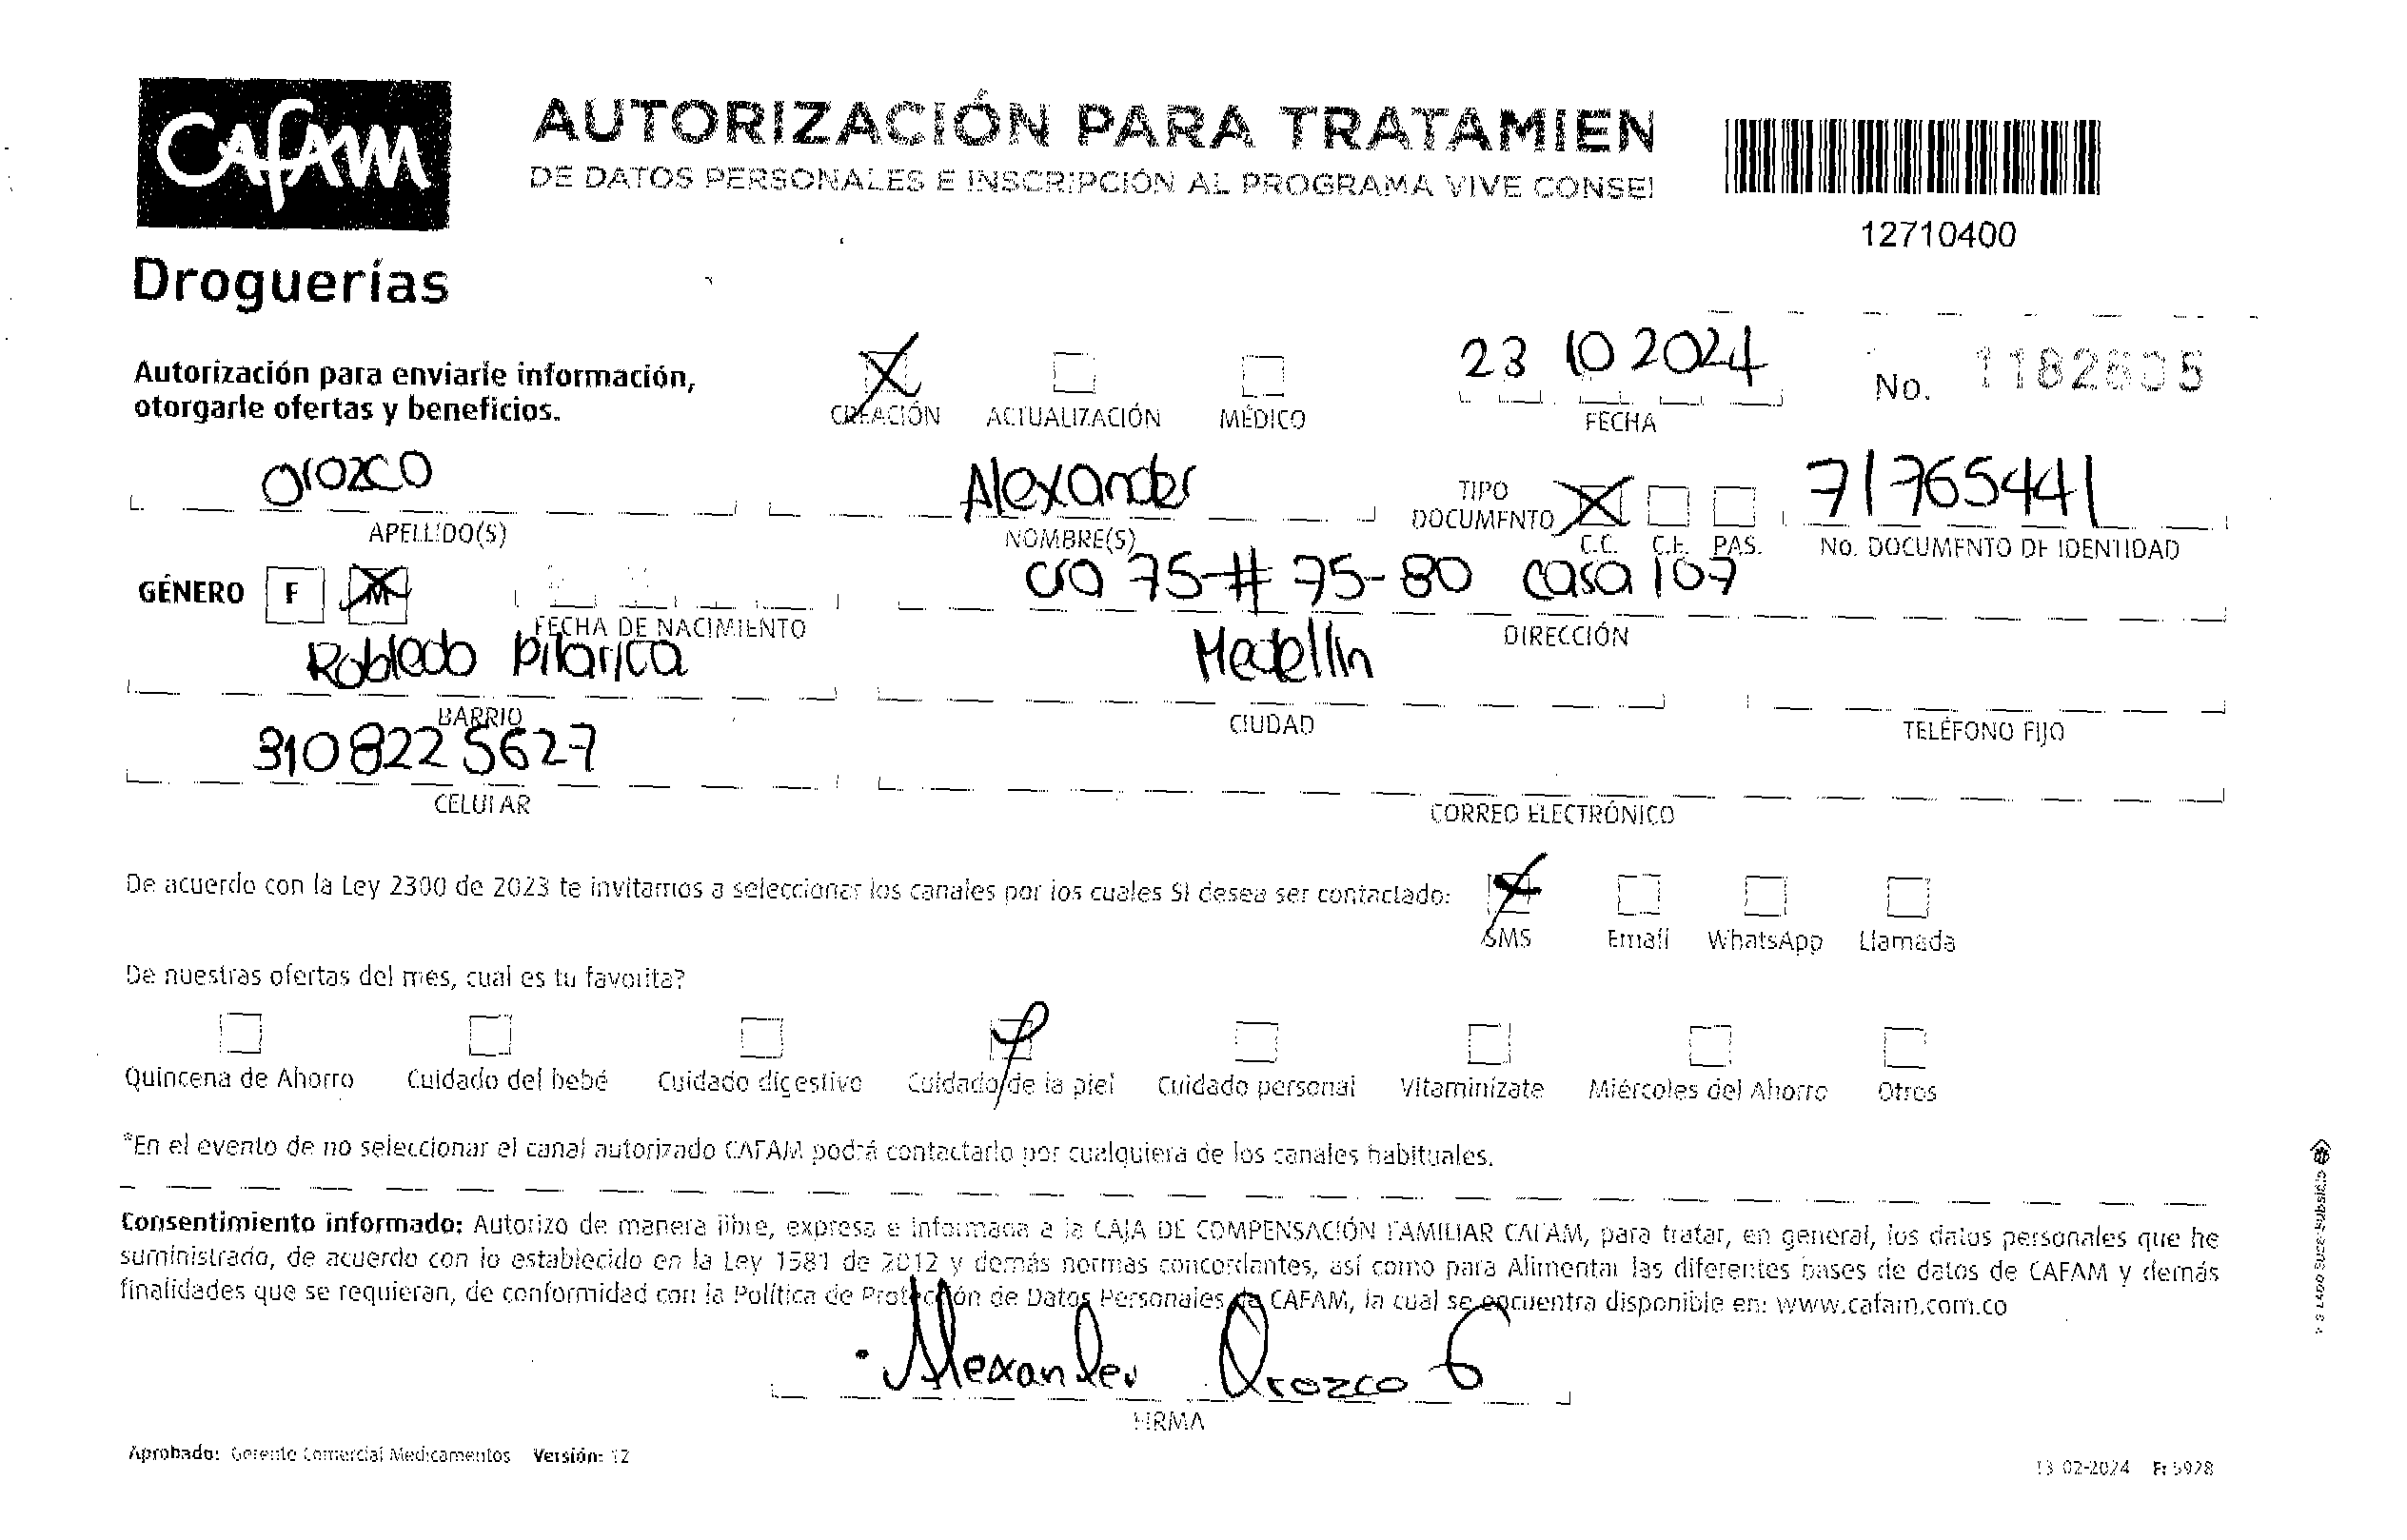 CAFAM
AUTORIZACIÓN PARA TRATAMIEN
DE DATOS PERSONALES E INSCRIPCIÓN AL PROGRAMA VIVE CONSEI
12710400
Droguerías
Autorización para enviarle información,
otorgarle ofertas y beneficios.
CREACIÓN ACTUALIZACIÓN MÉDICO
23 10 2024
FECHA
No.
Orozco Alexander
TIPO
DOCUMENTO
71765441
APELLIDO(S) NOMBRE(S) C.C. C.E. PAS. No. DOCUMENTO DE IDENTIDAD
GÉNERO F M
cra 75 # 75-80 casa 107
FECHA DE NACIMIENTO DIRECCIÓN
Robledo Pilarica Medellin
BARRIO CIUDAD TELÉFONO FIJO
3108225627
CELULAR CORREO ELECTRÓNICO
De acuerdo con la Ley 2300 de 2023 te invitamos a seleccionar los canales por los cuales SI desea ser contactado:
SMS Email WhatsApp Llamada
De nuestras ofertas del mes, cual es tu favorita?
Quincena de Ahorro Cuidado del bebé Cuidado digestivo Cuidado de la piel Cuidado personal Vitaminízate Miércoles del Ahorro Otros
*En el evento de no seleccionar el canal autorizado CAFAM podrá contactarlo por cualquiera de los canales habituales.
Consentimiento informado: Autorizo de manera libre, expresa e informada a la CAJA DE COMPENSACIÓN FAMILIAR CAFAM, para tratar, en general, los datos personales que he
suministrado, de acuerdo con lo establecido en la Ley 1581 de 2012 y demás normas concordantes, así como para Alimentar las diferentes bases de datos de CAFAM y demás
finalidades que se requieran, de conformidad con la Política de Protección de Datos Personales de CAFAM, la cual se encuentra disponible en: www.cafam.com.co
Alexander Orozco G
FIRMA
Aprobado: Gerente Comercial Medicamentos Versión: 12
13-02-2024 F: 5928